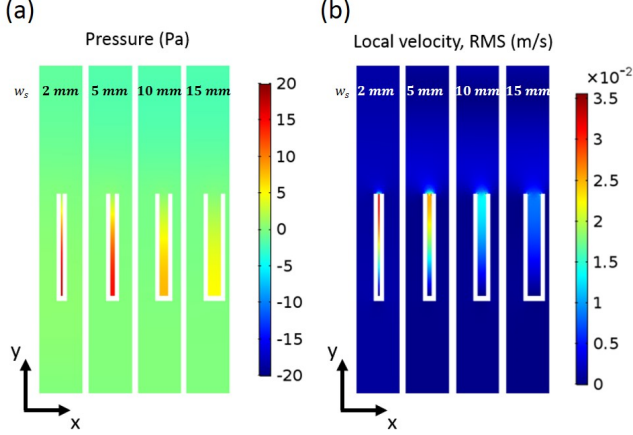 (a)
Pressure (Pa)
w_s 2 mm 5 mm 10 mm 15 mm
20
15
10
5
0
-5
-10
-15
-20
y
x
(b)
Local velocity, RMS (m/s)
w_s 2 mm 5 mm 10 mm 15 mm
×10⁻²
3.5
3
2.5
2
1.5
1
0.5
0
y
x